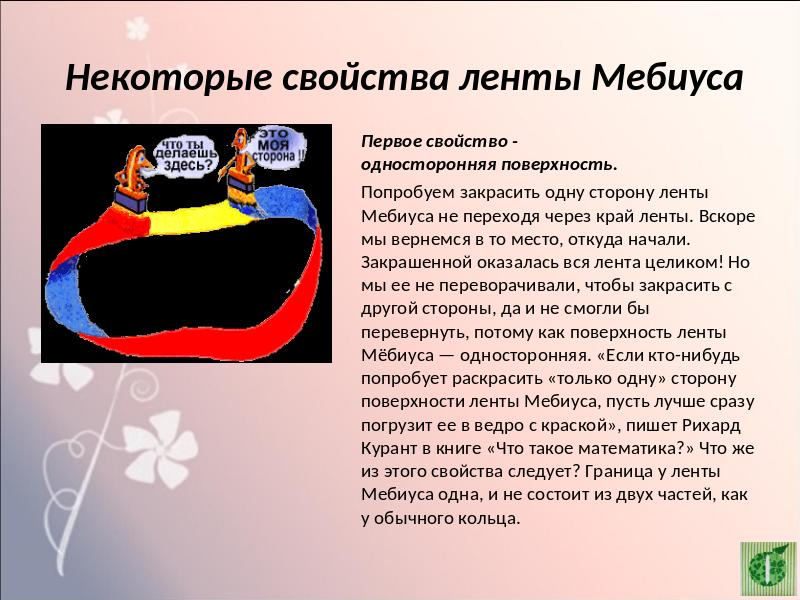 Некоторые свойства ленты Мебиуса
что ты
делаешь
здесь?
это
моя
сторона !!
Первое свойство -
односторонняя поверхность.
Попробуем закрасить одну сторону ленты
Мебиуса не переходя через край ленты. Вскоре
мы вернемся в то место, откуда начали.
Закрашенной оказалась вся лента целиком! Но
мы ее не переворачивали, чтобы закрасить с
другой стороны, да и не смогли бы
перевернуть, потому как поверхность ленты
Мёбиуса — односторонняя. «Если кто-нибудь
попробует раскрасить «только одну» сторону
поверхности ленты Мебиуса, пусть лучше сразу
погрузит ее в ведро с краской», пишет Рихард
Курант в книге «Что такое математика?» Что же
из этого свойства следует? Граница у ленты
Мебиуса одна, и не состоит из двух частей, как
у обычного кольца.